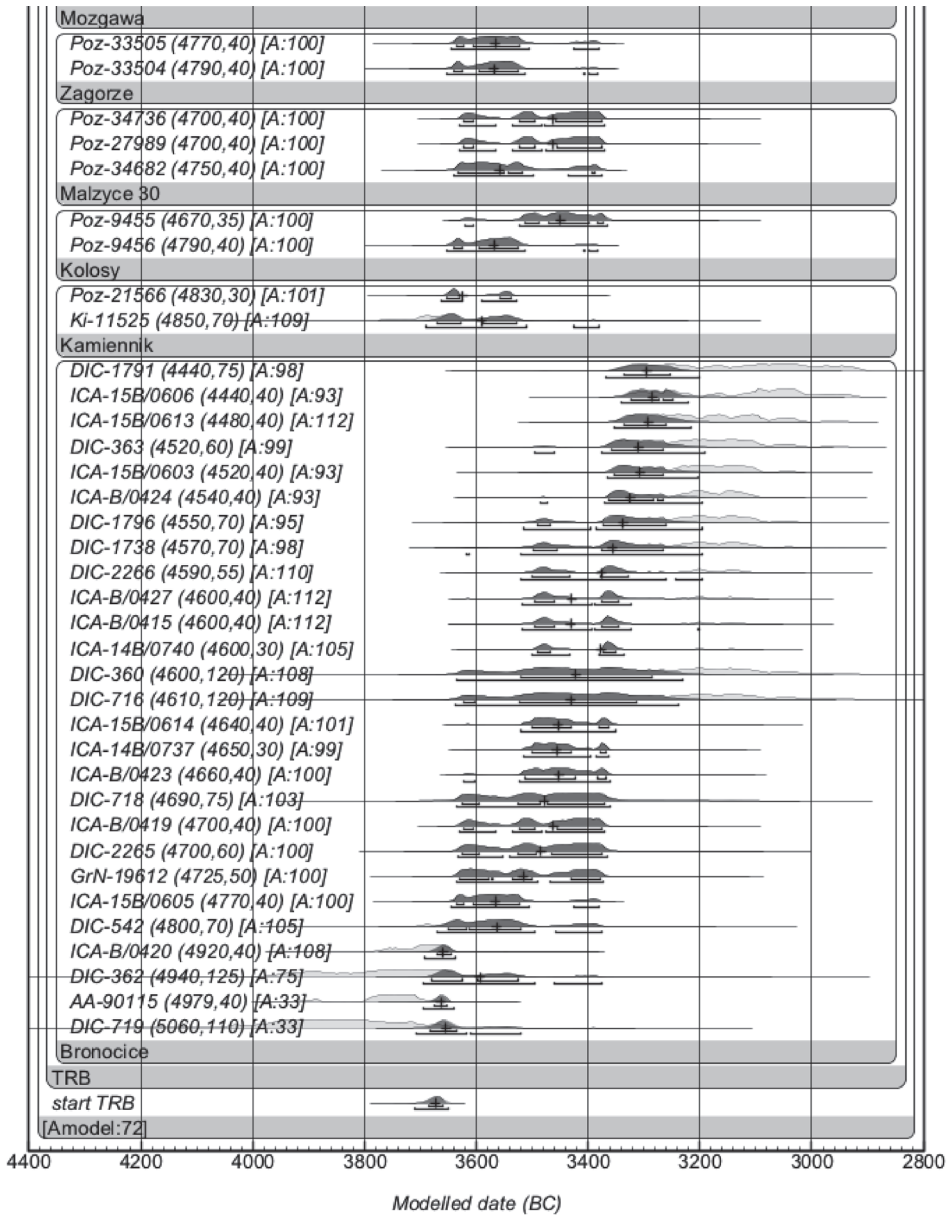 Mozgawa
Poz-33505 (4770,40) [A:100]
Poz-33504 (4790,40) [A:100]
Zagorze
Poz-34736 (4700,40) [A:100]
Poz-27989 (4700,40) [A:100]
Poz-34682 (4750,40) [A:100]
Malzyce 30
Poz-9455 (4670,35) [A:100]
Poz-9456 (4790,40) [A:100]
Kolosy
Poz-21566 (4830,30) [A:101]
Ki-11525 (4850,70) [A:109]
Kamiennik
DIC-1791 (4440,75) [A:98]
ICA-15B/0606 (4440,40) [A:93]
ICA-15B/0613 (4480,40) [A:112]
DIC-363 (4520,60) [A:99]
ICA-15B/0603 (4520,40) [A:93]
ICA-B/0424 (4540,40) [A:93]
DIC-1796 (4550,70) [A:95]
DIC-1738 (4570,70) [A:98]
DIC-2266 (4590,55) [A:110]
ICA-B/0427 (4600,40) [A:112]
ICA-B/0415 (4600,40) [A:112]
ICA-14B/0740 (4600,30) [A:105]
DIC-360 (4600,120) [A:108]
DIC-716 (4610,120) [A:109]
ICA-15B/0614 (4640,40) [A:101]
ICA-14B/0737 (4650,30) [A:99]
ICA-B/0423 (4660,40) [A:100]
DIC-718 (4690,75) [A:103]
ICA-B/0419 (4700,40) [A:100]
DIC-2265 (4700,60) [A:100]
GrN-19612 (4725,50) [A:100]
ICA-15B/0605 (4770,40) [A:100]
DIC-542 (4800,70) [A:105]
ICA-B/0420 (4920,40) [A:108]
DIC-362 (4940,125) [A:75]
AA-90115 (4979,40) [A:33]
DIC-719 (5060,110) [A:33]
Bronocice
TRB
start TRB
[Amodel:72]
4400 4200 4000 3800 3600 3400 3200 3000 2800
Modelled date (BC)